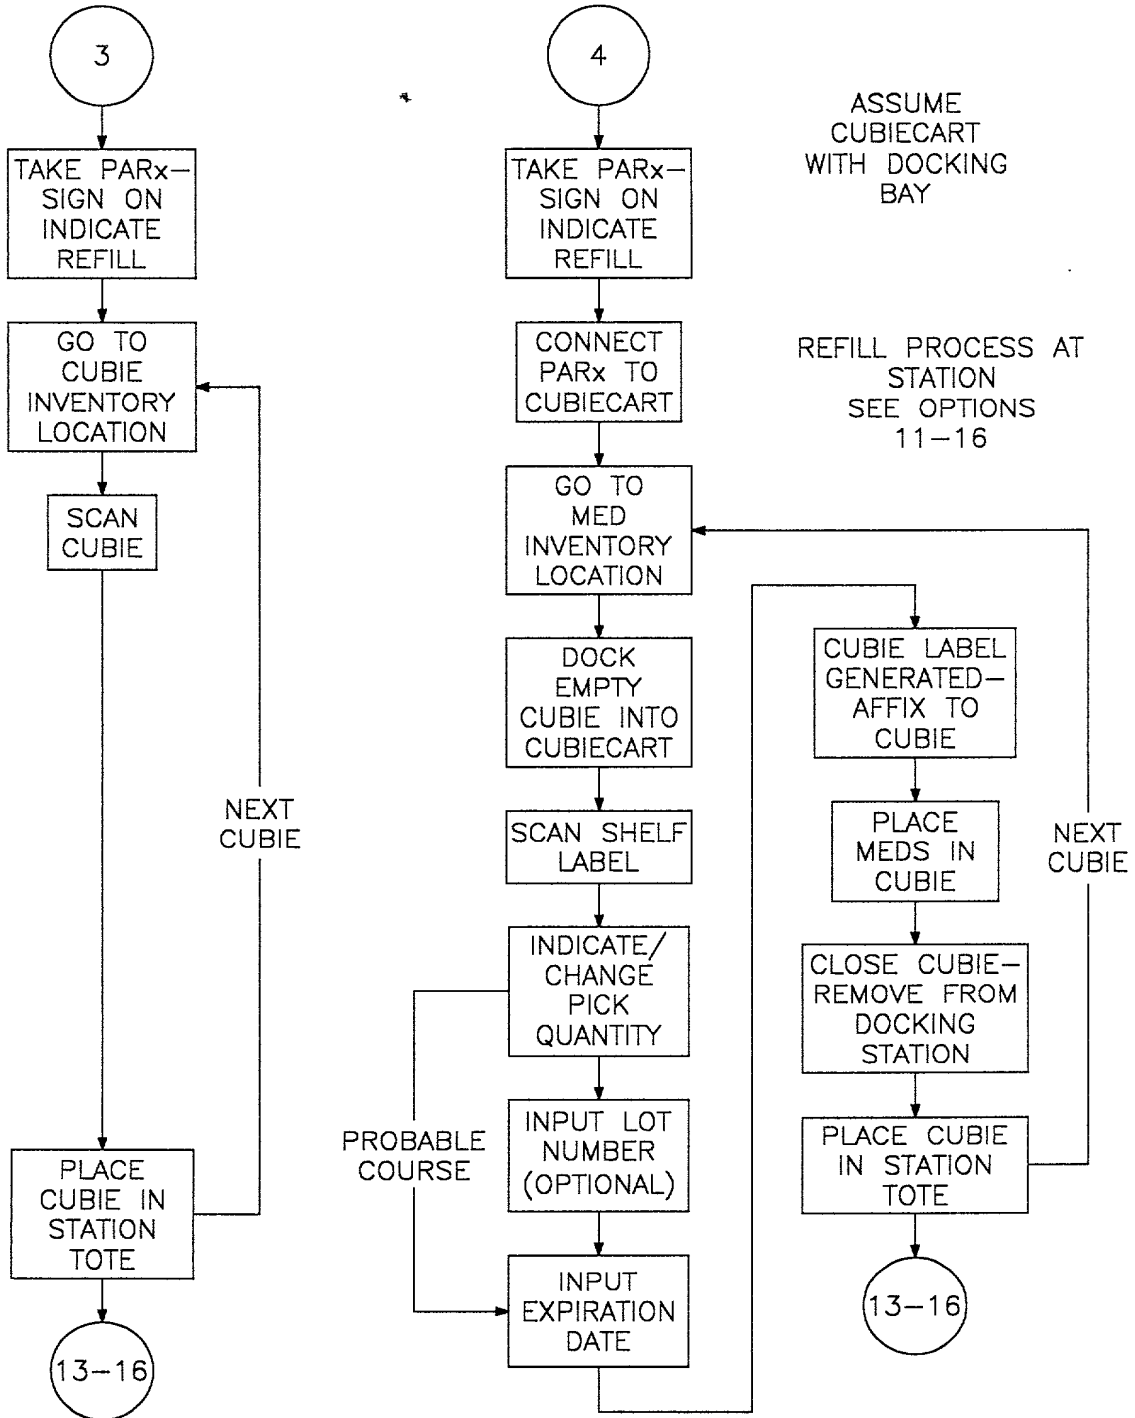 3
TAKE PARx-
SIGN ON
INDICATE
REFILL
GO TO
CUBIE
INVENTORY
LOCATION
SCAN
CUBIE
NEXT
CUBIE
PLACE
CUBIE IN
STATION
TOTE
13-16
4
TAKE PARx-
SIGN ON
INDICATE
REFILL
CONNECT
PARx TO
CUBIECART
GO TO
MED
INVENTORY
LOCATION
DOCK
EMPTY
CUBIE INTO
CUBIECART
SCAN SHELF
LABEL
INDICATE/
CHANGE
PICK
QUANTITY
PROBABLE
COURSE
INPUT LOT
NUMBER
(OPTIONAL)
INPUT
EXPIRATION
DATE
ASSUME
CUBIECART
WITH DOCKING
BAY
REFILL PROCESS AT
STATION
SEE OPTIONS
11-16
CUBIE LABEL
GENERATED-
AFFIX TO
CUBIE
PLACE
MEDS IN
CUBIE
NEXT
CUBIE
CLOSE CUBIE-
REMOVE FROM
DOCKING
STATION
PLACE CUBIE
IN STATION
TOTE
13-16